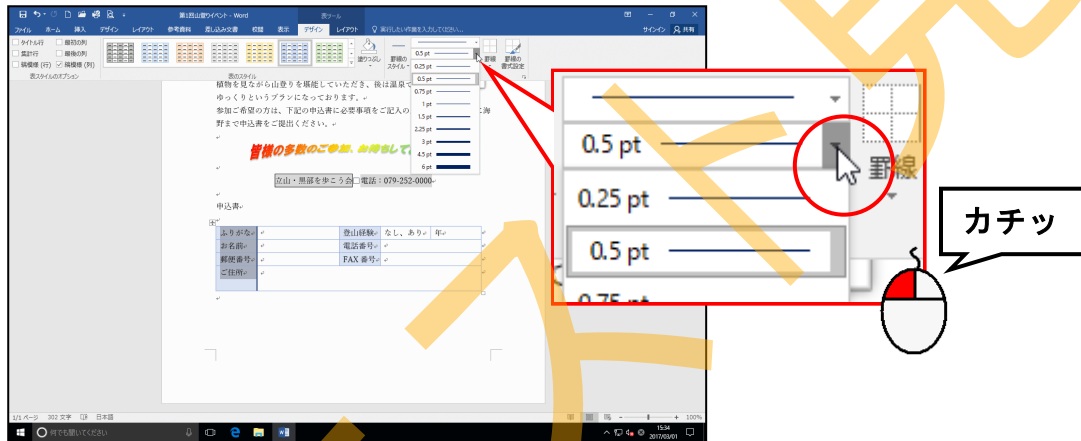 第1回山登りイベント - Word
表ツール
ファイル ホーム 挿入 デザイン レイアウト 参考資料 差し込み文書 校閲 表示 デザイン レイアウト 実行したい作業を入力してください... サインイン 共有
タイトル行 最初の列
集計行 最後の列
縞模様 (行) 縞模様 (列)
表スタイルのオプション
表のスタイル
塗りつぶし
罫線の
スタイル
0.5 pt
罫線
罫線の
書式設定
0.25 pt
0.5 pt
0.75 pt
1 pt
1.5 pt
2.25 pt
3 pt
4.5 pt
6 pt
植物を見ながら山登りを堪能していただき、後は温泉で
ゆっくりというプランになっております。
参加ご希望の方は、下記の申込書に必要事項をご記入の
海
野まで申込書をご提出ください。
皆様の多数のご参加、お待ちして
立山・黒部を歩こう会□電話：079-252-0000
申込書
ふりがな 登山経験 なし、あり 年
お名前 電話番号
郵便番号 FAX 番号
ご住所
0.5 pt
罫線
0.25 pt
0.5 pt
0.75 pt
カチッ
1/1 ページ 302 文字 日本語 100%
何でも聞いてください
15:34
2017/03/01